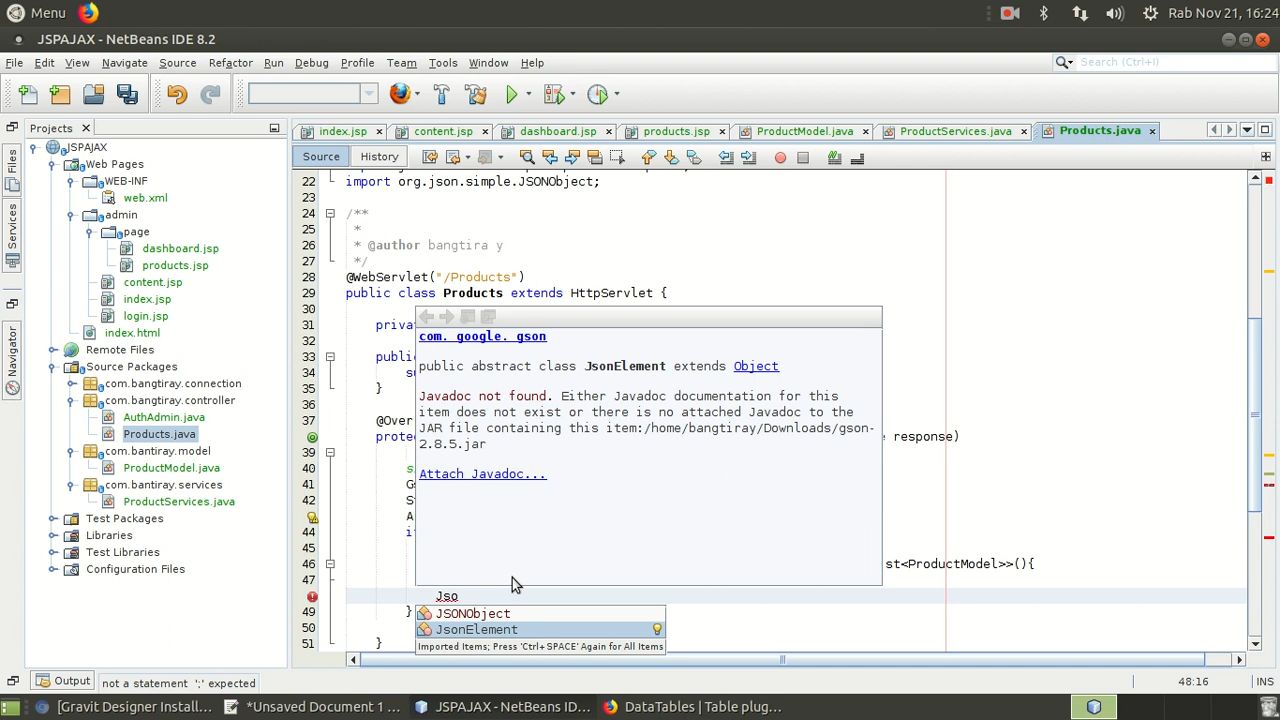 Menu
Rab Nov 21, 16:24
JSPAJAX - NetBeans IDE 8.2
File Edit View Navigate Source Refactor Run Debug Profile Team Tools Window Help
Search (Ctrl+I)
Projects
index.jsp content.jsp dashboard.jsp products.jsp ProductModel.java ProductServices.java Products.java
Source History
Files
Services
Navigator
JSPAJAX
Web Pages
WEB-INF
web.xml
admin
page
dashboard.jsp
products.jsp
content.jsp
index.jsp
login.jsp
index.html
Remote Files
Source Packages
com.bangtiray.connection
com.bangtiray.controller
AuthAdmin.java
Products.java
com.bantiray.model
ProductModel.java
com.bantiray.services
ProductServices.java
Test Packages
Libraries
Test Libraries
Configuration Files
22 import org.json.simple.JSONObject;
23
24 /**
25 *
26 * @author bangtira y
27 */
28 @WebServlet("/Products")
29 public class Products extends HttpServlet {
30
31 priva
33 public
34 su
35 }
36
37 @Over
prote response)
39
40 s
41 G
42 S
A
44 i
45
46 st<ProductModel>>(){
47
Jso
49 }
50
51 }
com. google. gson
public abstract class JsonElement extends Object
Javadoc not found. Either Javadoc documentation for this
item does not exist or there is no attached Javadoc to the
JAR file containing this item:/home/bangtiray/Downloads/gson-
2.8.5.jar
Attach Javadoc...
JSONObject
JsonElement
Imported Items; Press 'Ctrl+SPACE' Again for All Items
Output
not a statement ';' expected
48:16
INS
[Gravit Designer Install... *Unsaved Document 1 ... JSPAJAX - NetBeans IDE... DataTables | Table plug...